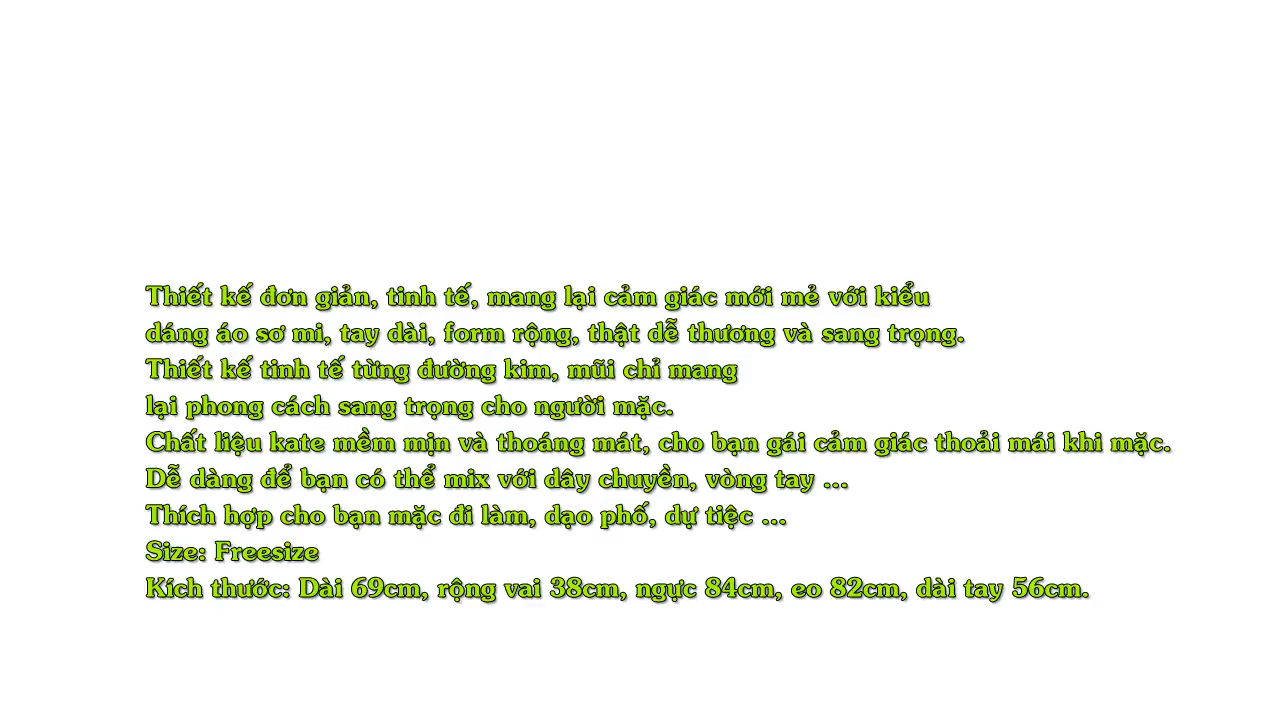 Thiết kế đơn giản, tinh tế, mang lại cảm giác mới mẻ với kiểu
dáng áo sơ mi, tay dài, form rộng, thật dễ thương và sang trọng.
Thiết kế tinh tế từng đường kim, mũi chỉ mang
lại phong cách sang trọng cho người mặc.
Chất liệu kate mềm mịn và thoáng mát, cho bạn gái cảm giác thoải mái khi mặc.
Dễ dàng để bạn có thể mix với dây chuyền, vòng tay ...
Thích hợp cho bạn mặc đi làm, dạo phố, dự tiệc ...
Size: Freesize
Kích thước: Dài 69cm, rộng vai 38cm, ngực 84cm, eo 82cm, dài tay 56cm.